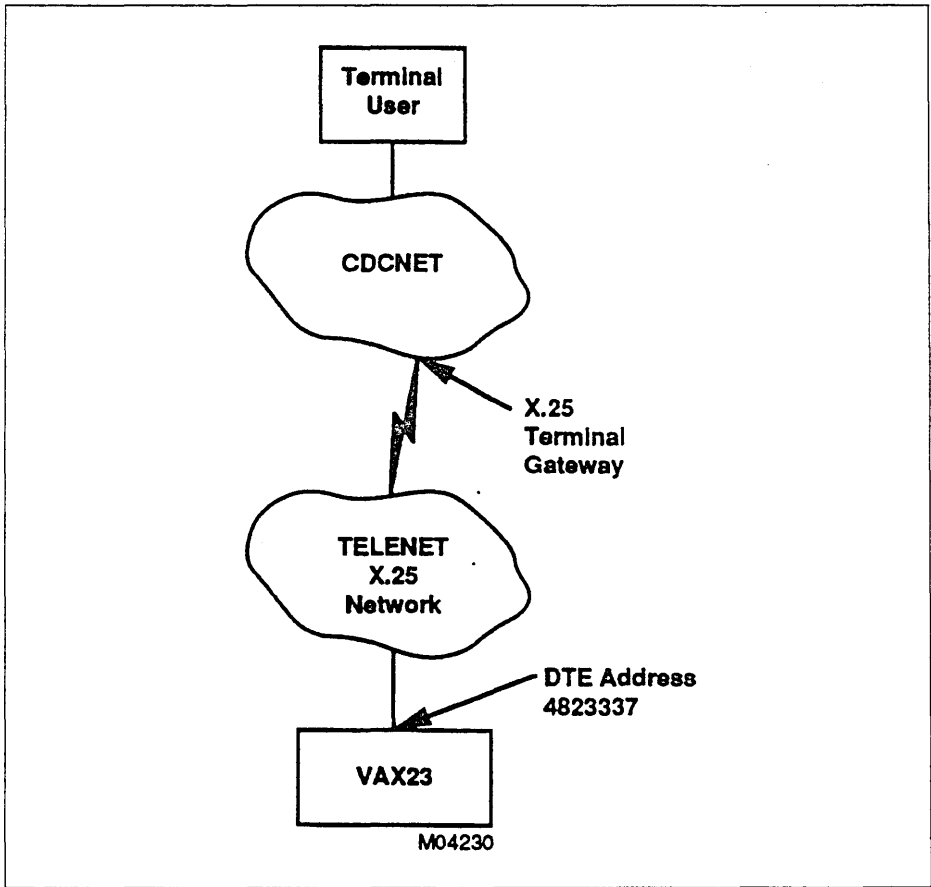 Terminal
User
CDCNET
X.25
Terminal
Gateway
TELENET
X.25
Network
DTE Address
4823337
VAX23
M04230